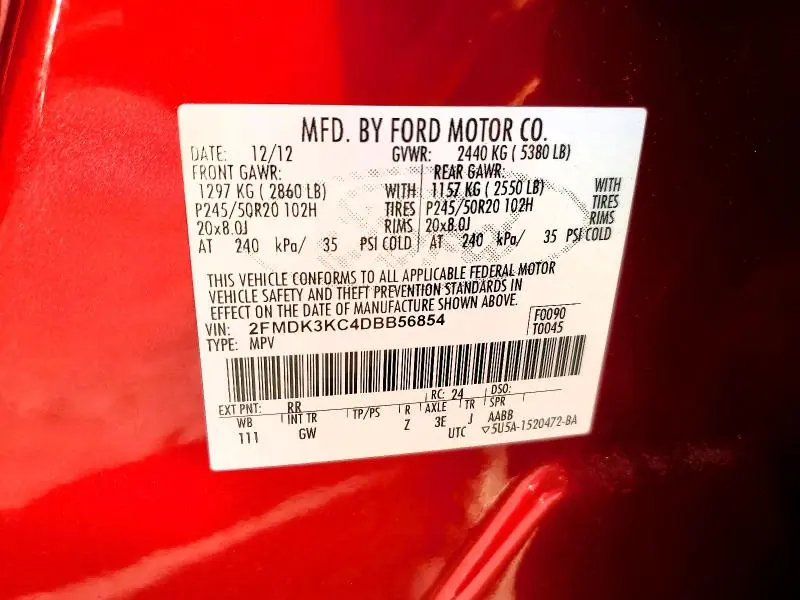 MFD. BY FORD MOTOR CO.
DATE: 12/12 GVWR: 2440 KG ( 5380 LB)
FRONT GAWR: REAR GAWR:
1297 KG ( 2860 LB) WITH 1157 KG ( 2550 LB) WITH
P245/50R20 102H TIRES P245/50R20 102H TIRES
20x8.0J RIMS 20x8.0J RIMS
AT 240 kPa/ 35 PSI COLD AT 240 kPa/ 35 PSI COLD
THIS VEHICLE CONFORMS TO ALL APPLICABLE FEDERAL MOTOR
VEHICLE SAFETY AND THEFT PREVENTION STANDARDS IN
EFFECT ON THE DATE OF MANUFACTURE SHOWN ABOVE.
VIN: 2FMDK3KC4DBB56854 F0090
TYPE: MPV T0045
EXT PNT: RR RC: 24 DSO:
WB INT TR TP/PS R AXLE TR SPR
111 GW Z 3E J AABB
UTC ▽5U5A-1520472-BA